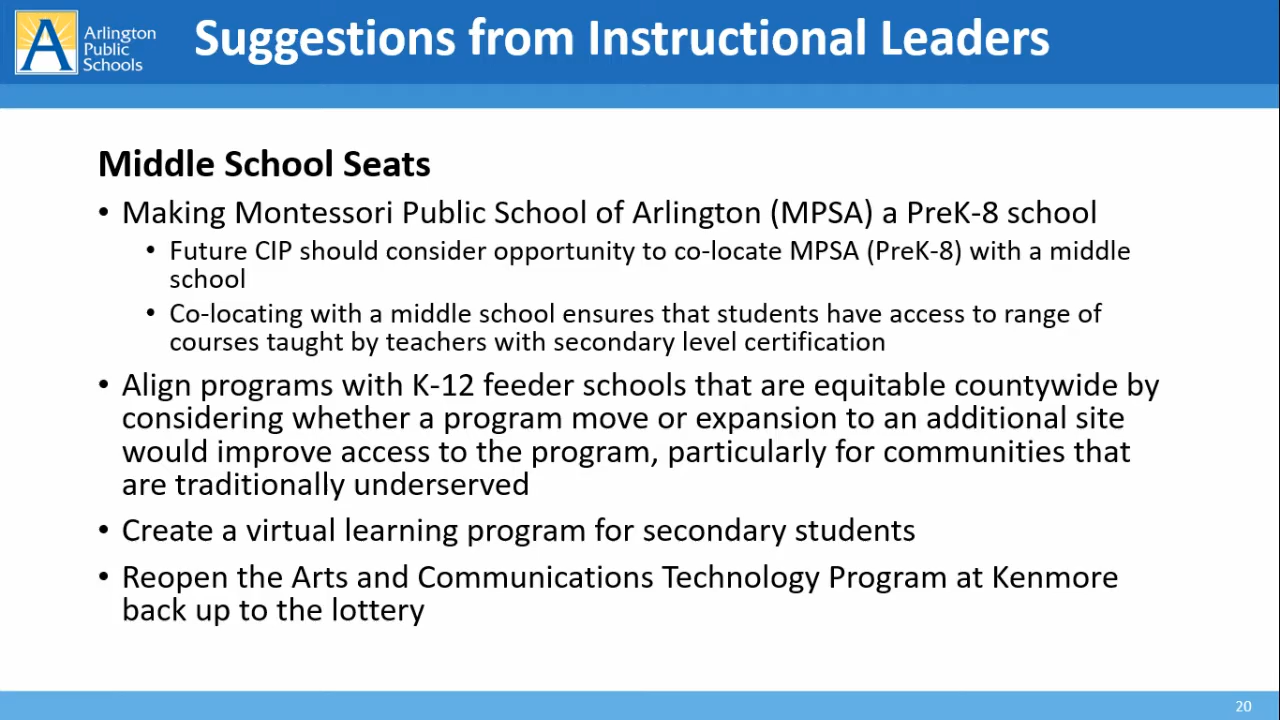 Arlington
Public
Schools
Suggestions from Instructional Leaders
Middle School Seats
• Making Montessori Public School of Arlington (MPSA) a PreK-8 school
• Future CIP should consider opportunity to co-locate MPSA (PreK-8) with a middle
school
• Co-locating with a middle school ensures that students have access to range of
courses taught by teachers with secondary level certification
• Align programs with K-12 feeder schools that are equitable countywide by
considering whether a program move or expansion to an additional site
would improve access to the program, particularly for communities that
are traditionally underserved
• Create a virtual learning program for secondary students
• Reopen the Arts and Communications Technology Program at Kenmore
back up to the lottery
20